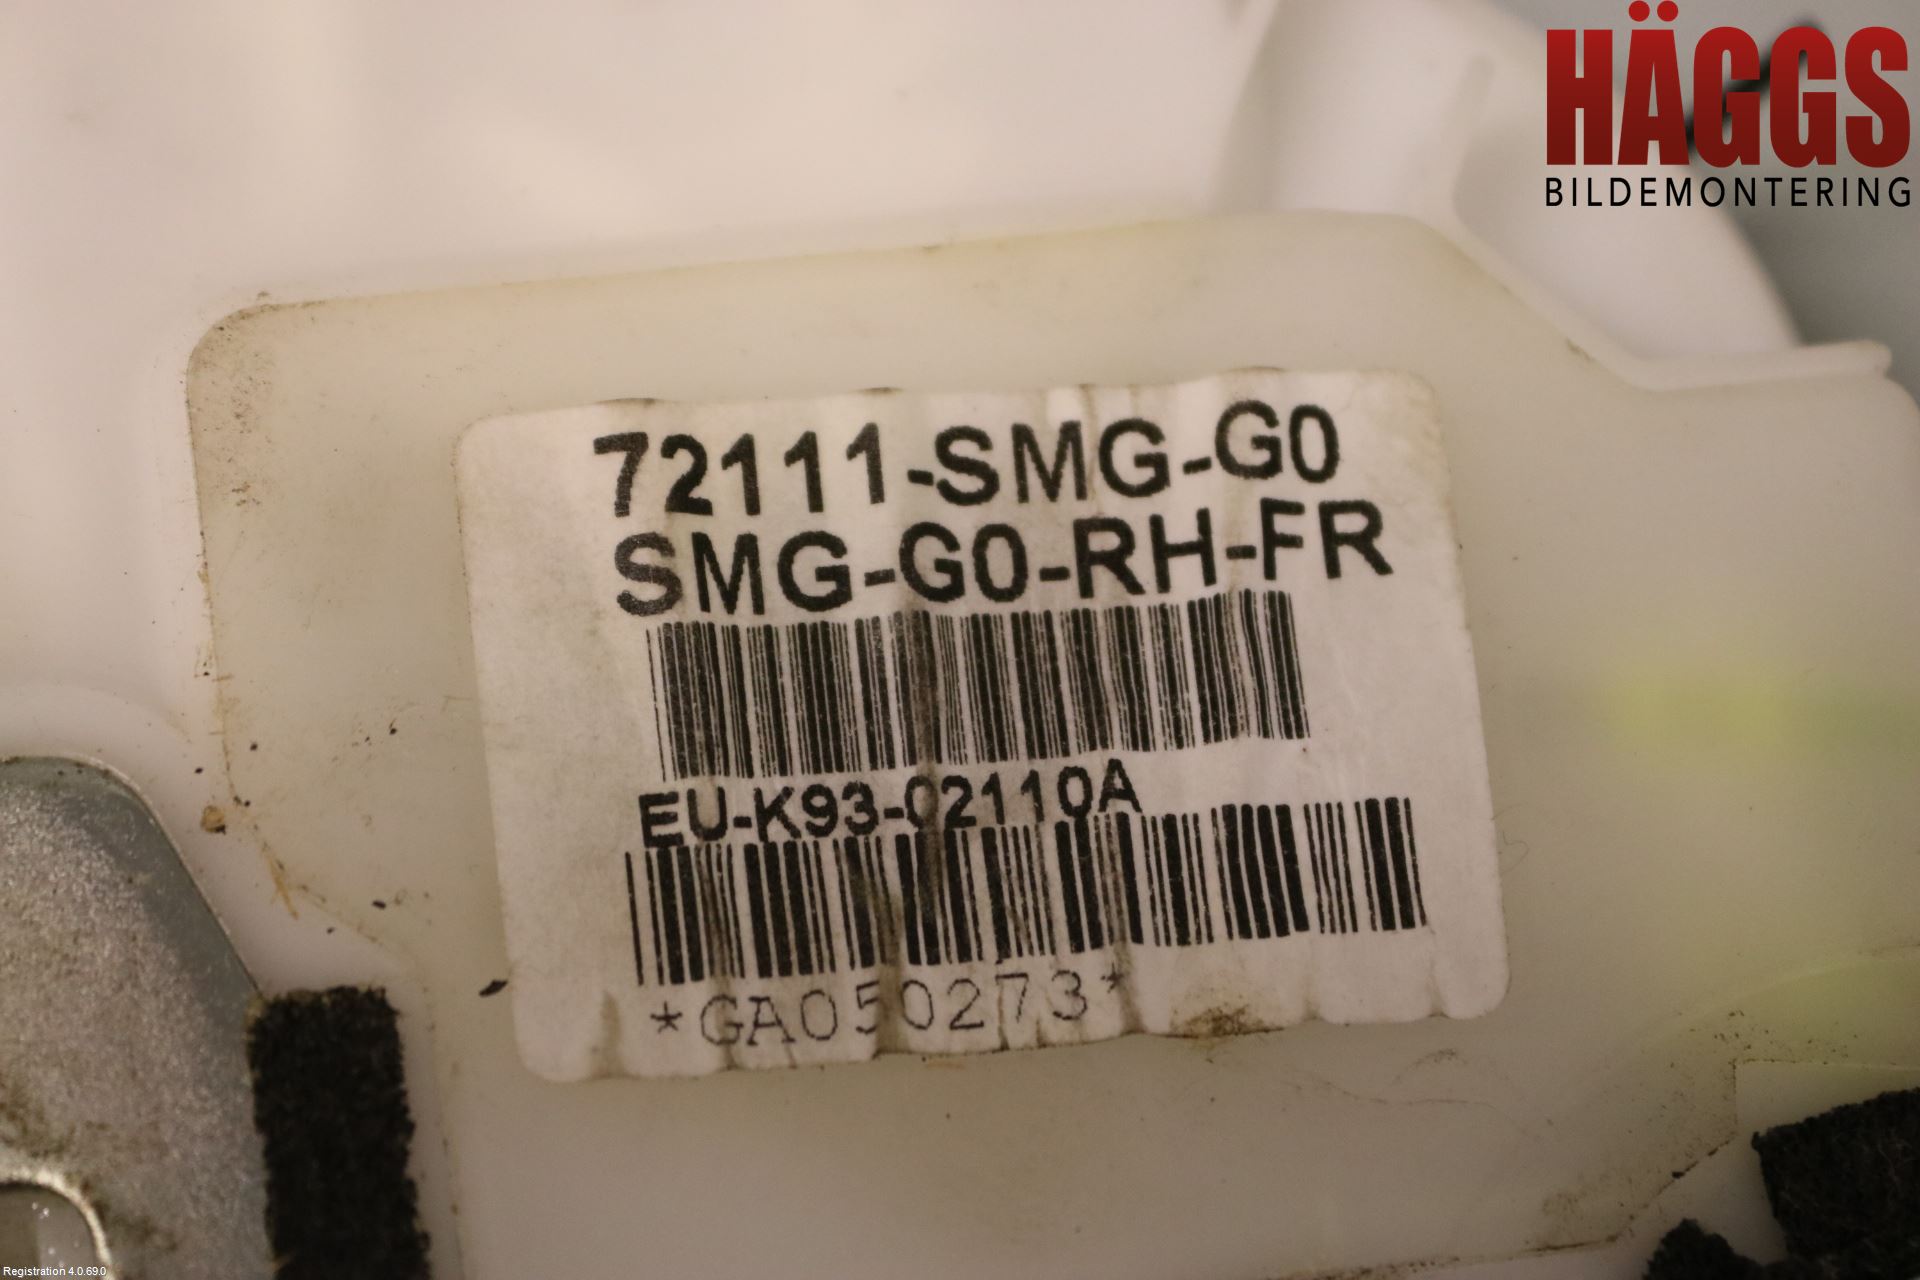 HÄGGS
BILDEMONTERING
72111-SMG-G0
SMG-G0-RH-FR
EU-K93-02110A
*GA050273*
Registration 4.0.69.0